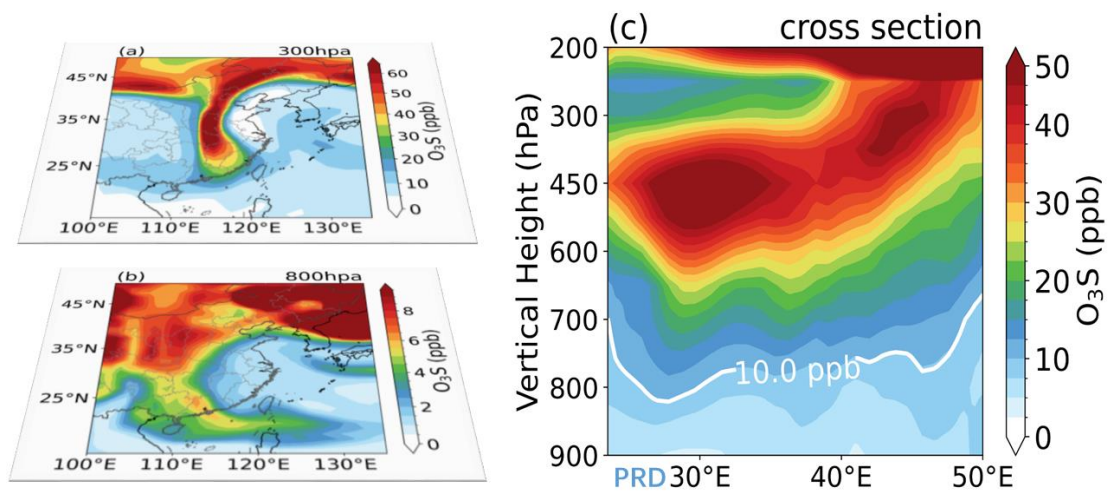 (a) 300hpa
45°N
35°N
25°N
100°E 110°E 120°E 130°E
60
50
40
30
20
10
0
O₃S (ppb)
(b) 800hpa
45°N
35°N
25°N
100°E 110°E 120°E 130°E
8
6
4
2
0
O₃S (ppb)
(c) cross section
Vertical Height (hPa)
200
300
450
600
700
800
900
10.0 ppb
PRD 30°E 40°E 50°E
50
40
30
20
10
0
O₃S (ppb)